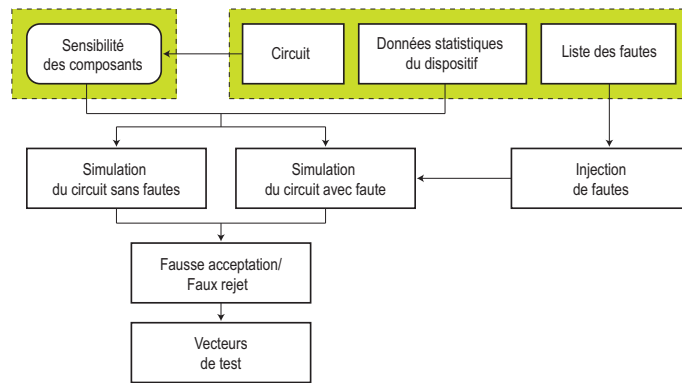 Sensibilité
des composants
Circuit
Données statistiques
du dispositif
Liste des fautes
Simulation
du circuit sans fautes
Simulation
du circuit avec faute
Injection
de fautes
Fausse acceptation/
Faux rejet
Vecteurs
de test